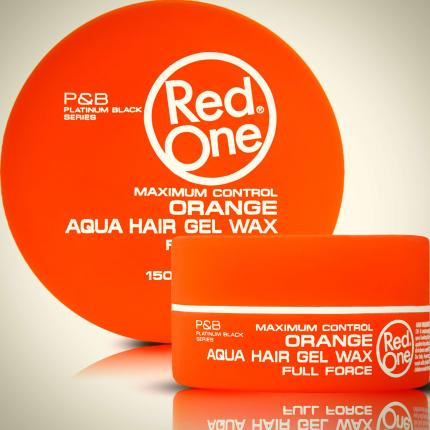 P&B
PLATINUM BLACK
SERIES
Red®
One
MAXIMUM CONTROL
ORANGE
AQUA HAIR GEL WAX
P&B
PLATINUM BLACK
SERIES
MAXIMUM CONTROL
ORANGE
AQUA HAIR GEL WAX
FULL FORCE
Red
One